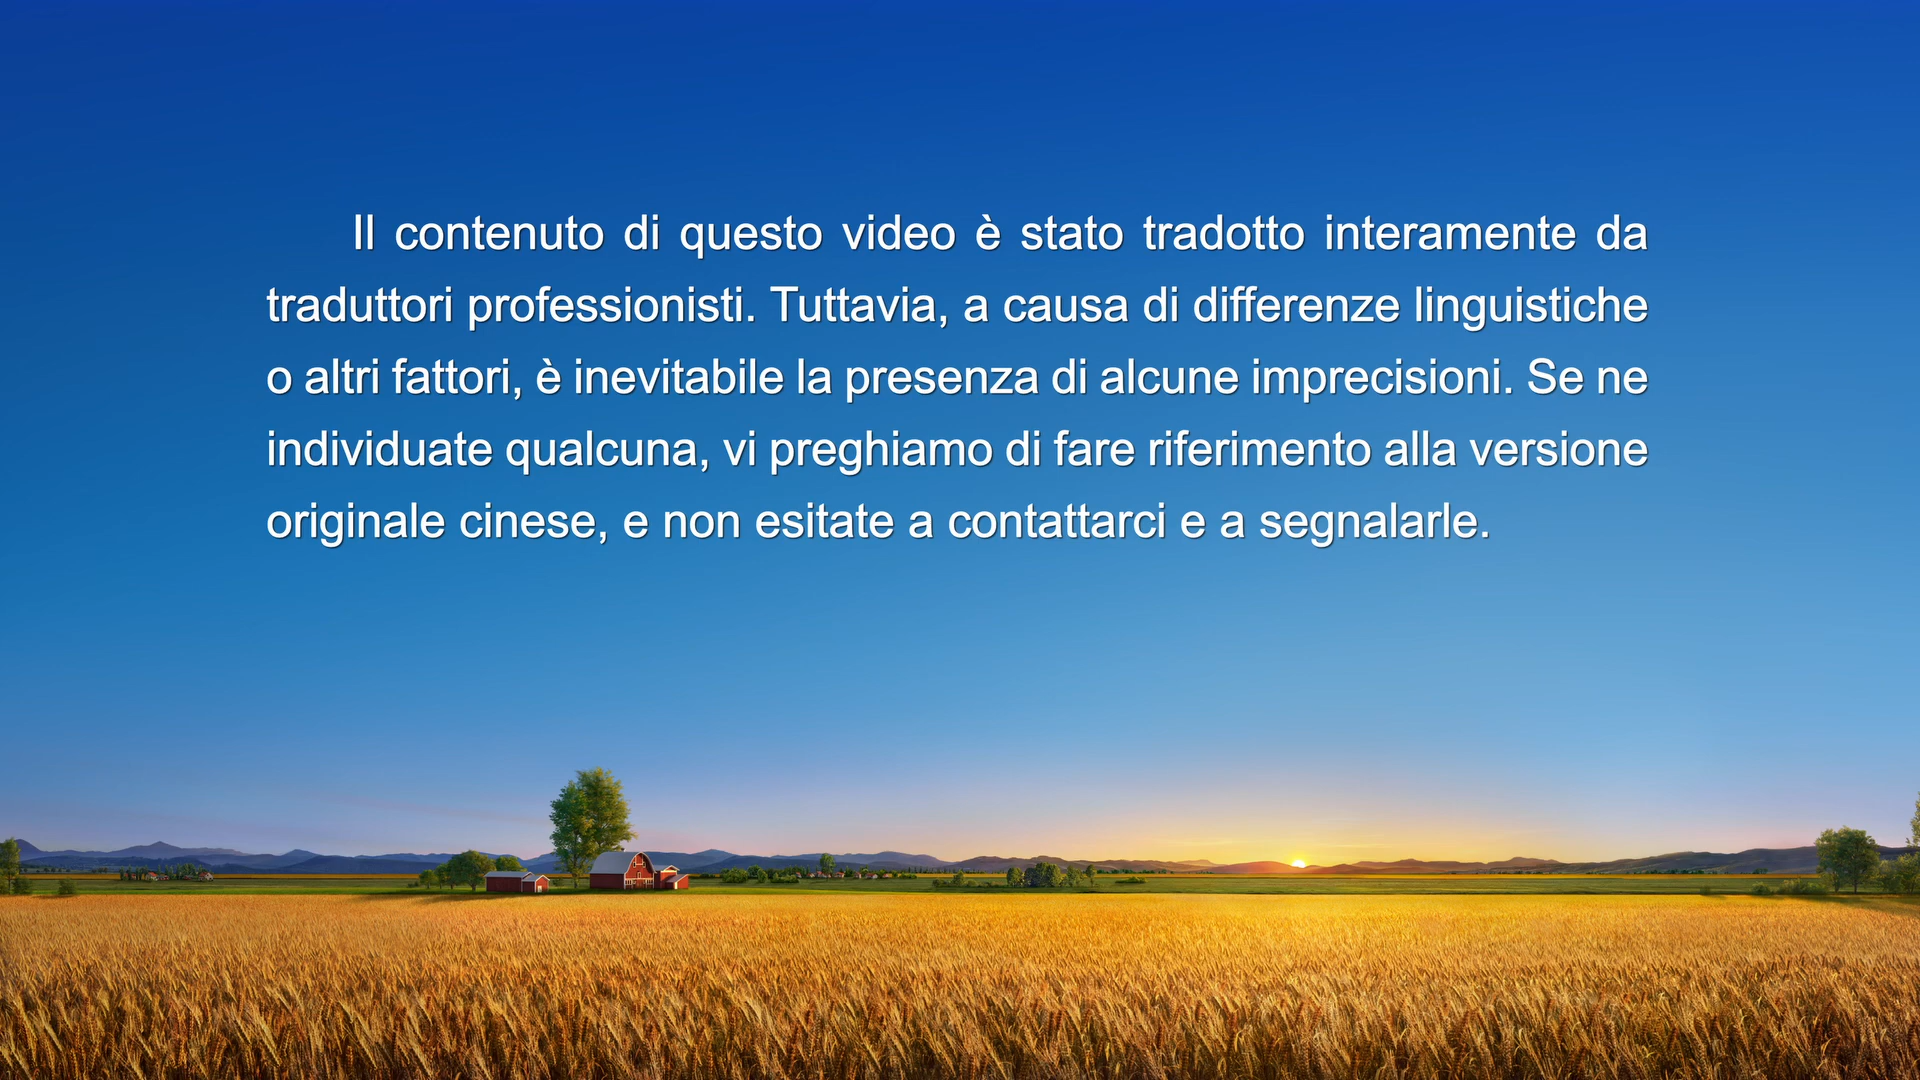 Il contenuto di questo video è stato tradotto interamente da
traduttori professionisti. Tuttavia, a causa di differenze linguistiche
o altri fattori, è inevitabile la presenza di alcune imprecisioni. Se ne
individuate qualcuna, vi preghiamo di fare riferimento alla versione
originale cinese, e non esitate a contattarci e a segnalarle.